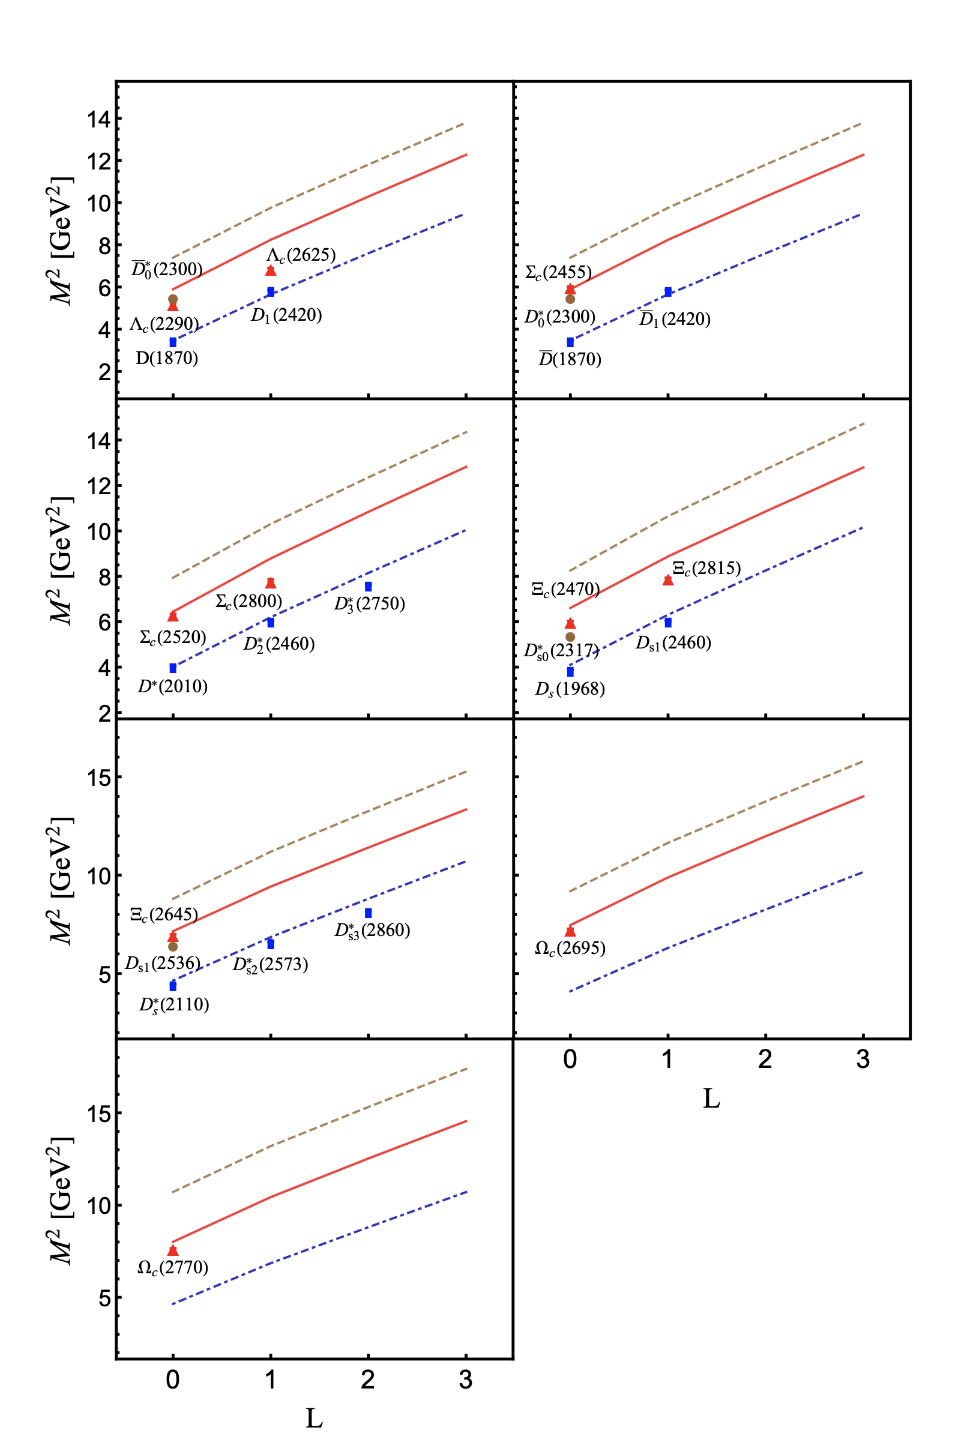 M² [GeV²]
14
12
10
8
6
4
2
D̅₀*(2300)
Λc(2625)
Λc(2290)
D₁(2420)
D(1870)
Σc(2455)
D₀*(2300)
D̅₁(2420)
D̅(1870)
M² [GeV²]
14
12
10
8
6
4
2
Σc(2800)
D₃*(2750)
Σc(2520)
D₂*(2460)
D*(2010)
Ξc(2815)
Ξc(2470)
Dₛ₀*(2317)
Dₛ₁(2460)
Dₛ(1968)
M² [GeV²]
15
10
5
Ξc(2645)
Dₛ₃*(2860)
Dₛ₁(2536)
Dₛ₂*(2573)
Dₛ*(2110)
Ωc(2695)
0 1 2 3
L
M² [GeV²]
15
10
5
Ωc(2770)
0 1 2 3
L